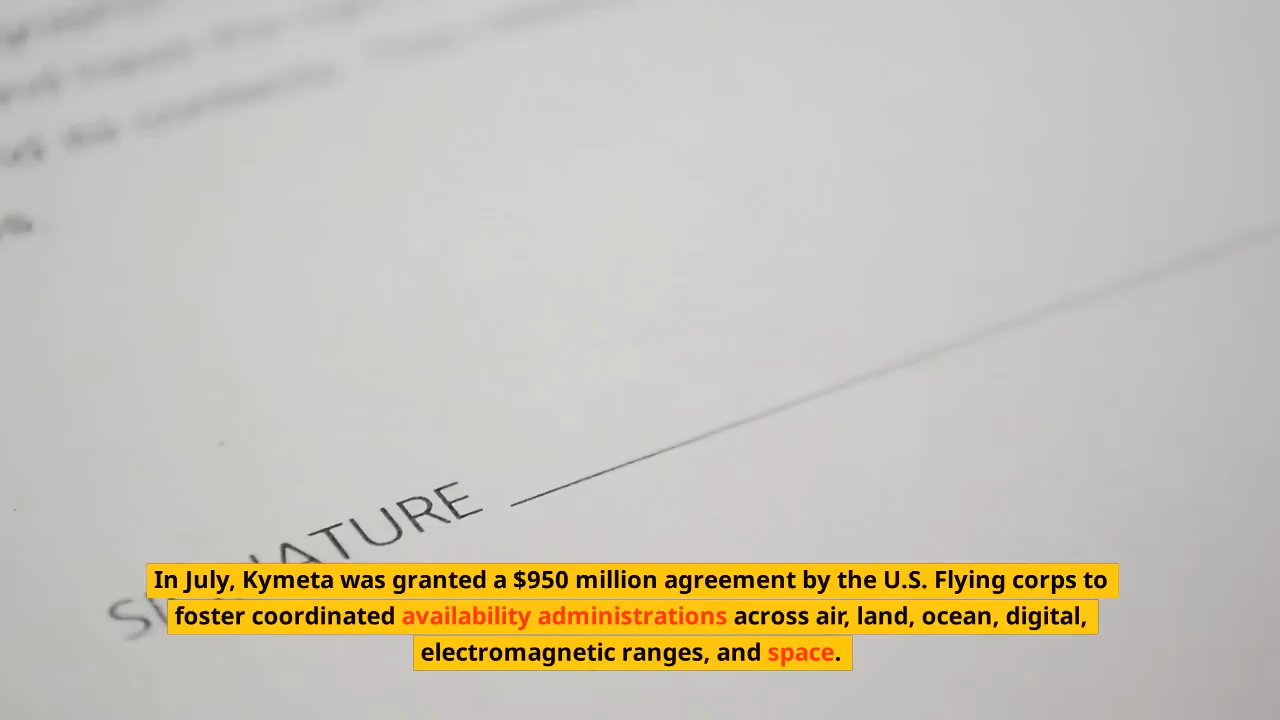 SIGNATURE
In July, Kymeta was granted a $950 million agreement by the U.S. Flying corps to
foster coordinated availability administrations across air, land, ocean, digital,
electromagnetic ranges, and space.